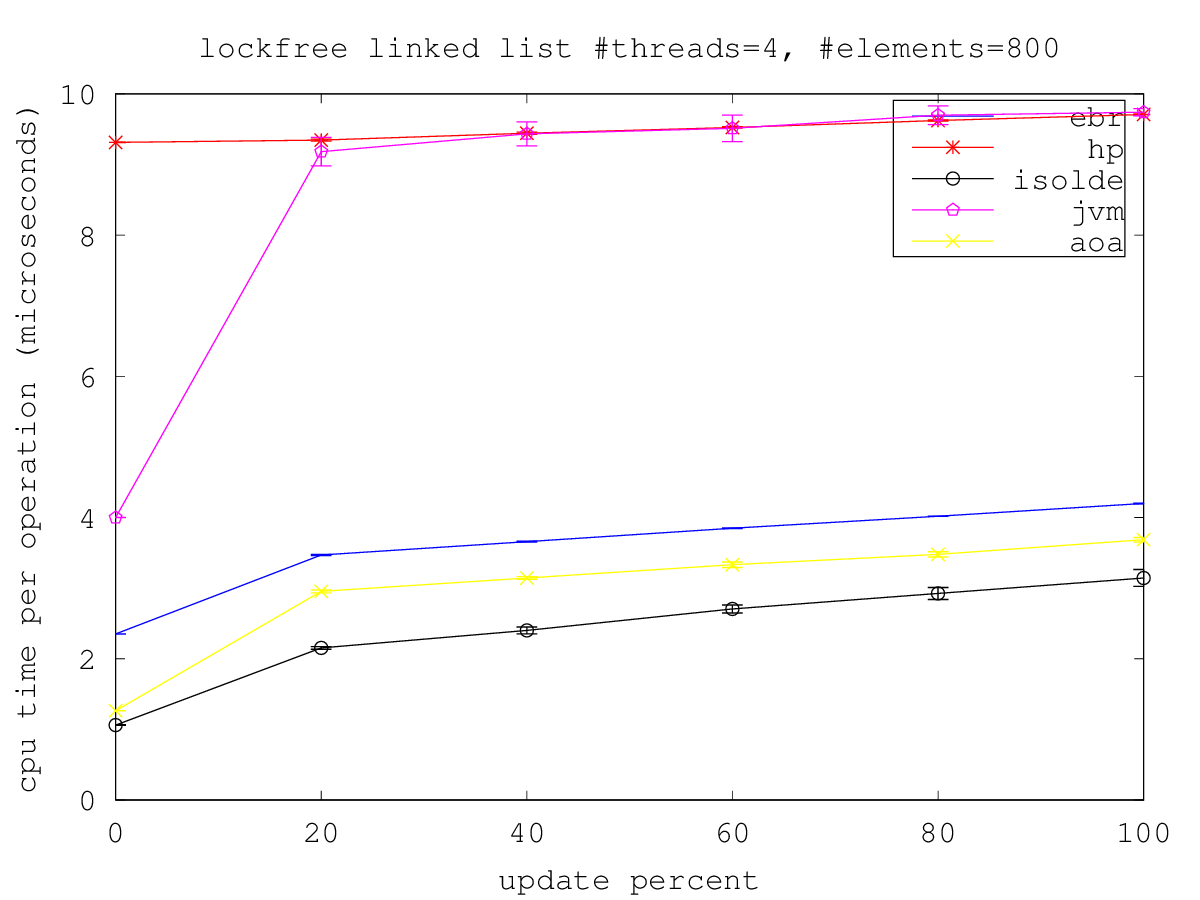 lockfree linked list #threads=4, #elements=800
cpu time per operation (microseconds)
10
8
6
4
2
0
ebr
hp
isolde
jvm
aoa
0 20 40 60 80 100
update percent